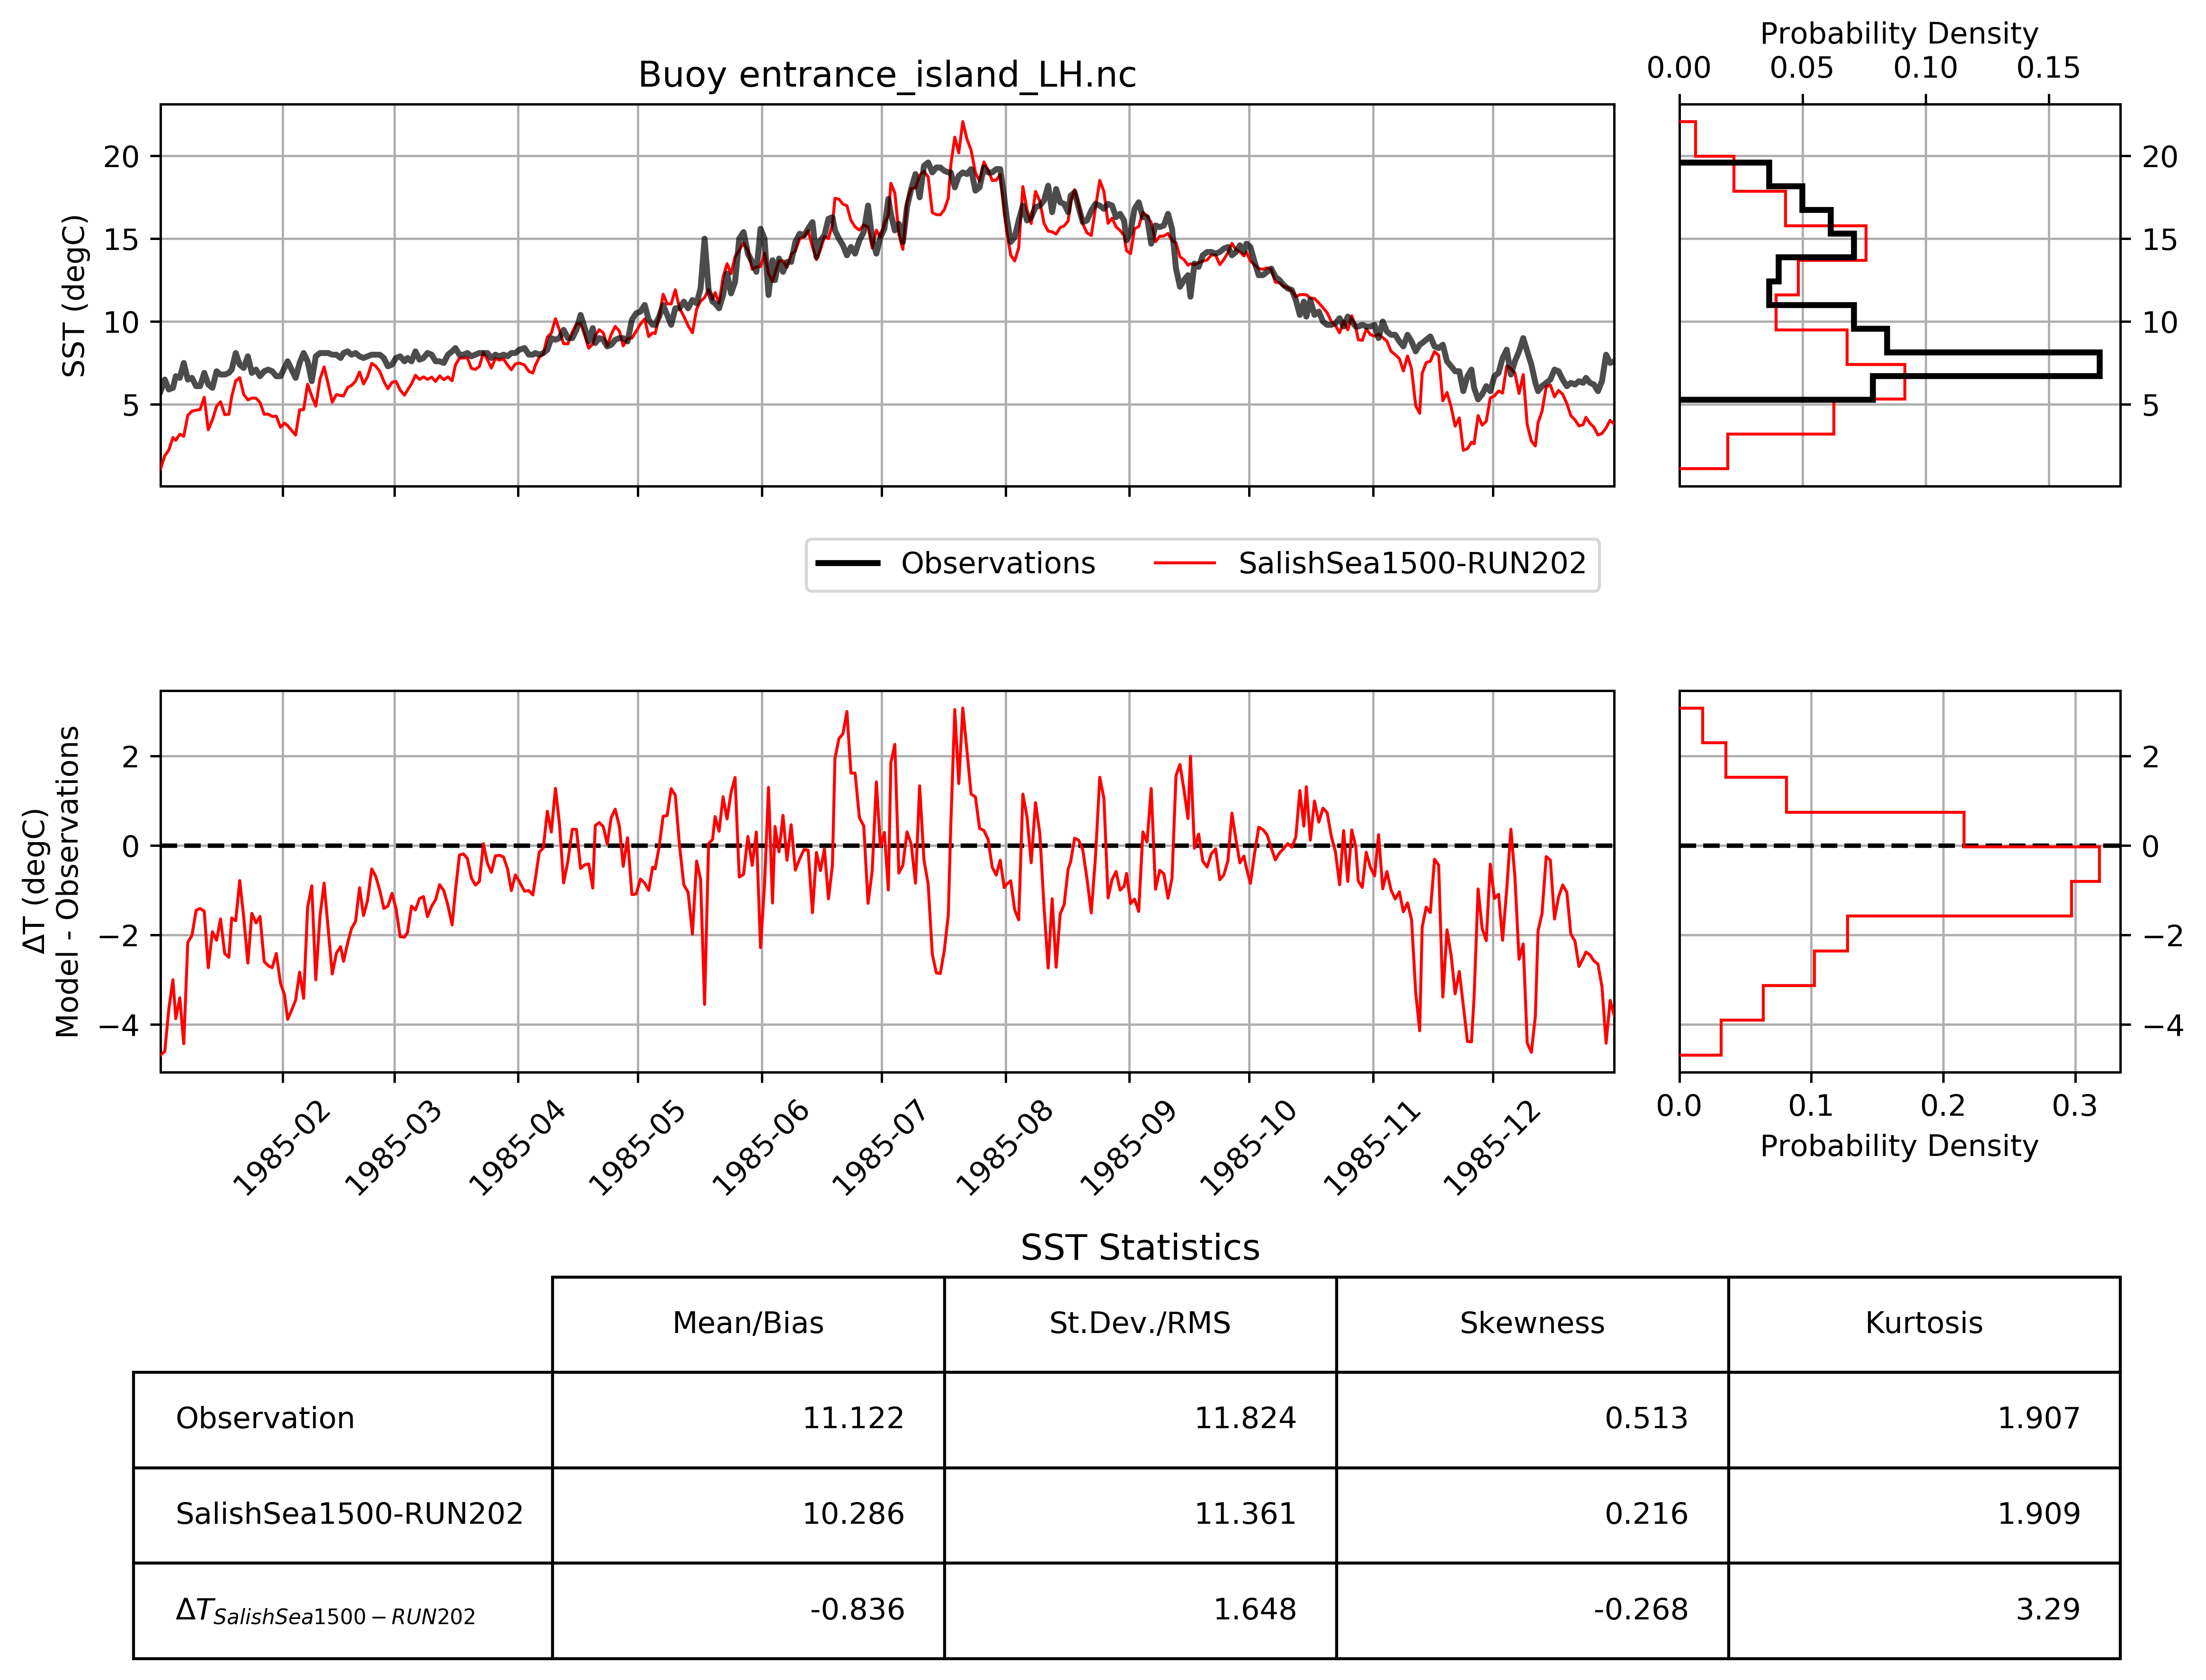 Probability Density
0.00 0.05 0.10 0.15
Buoy entrance_island_LH.nc
SST (degC)
20
15
10
5
20
15
10
5
Observations SalishSea1500-RUN202
ΔT (degC)
Model - Observations
2
0
−2
−4
2
0
−2
−4
0.0 0.1 0.2 0.3
Probability Density
1985-02 1985-03 1985-04 1985-05 1985-06 1985-07 1985-08 1985-09 1985-10 1985-11 1985-12
SST Statistics
Mean/Bias St.Dev./RMS Skewness Kurtosis
Observation 11.122 11.824 0.513 1.907
SalishSea1500-RUN202 10.286 11.361 0.216 1.909
ΔT SalishSea1500−RUN202 -0.836 1.648 -0.268 3.29